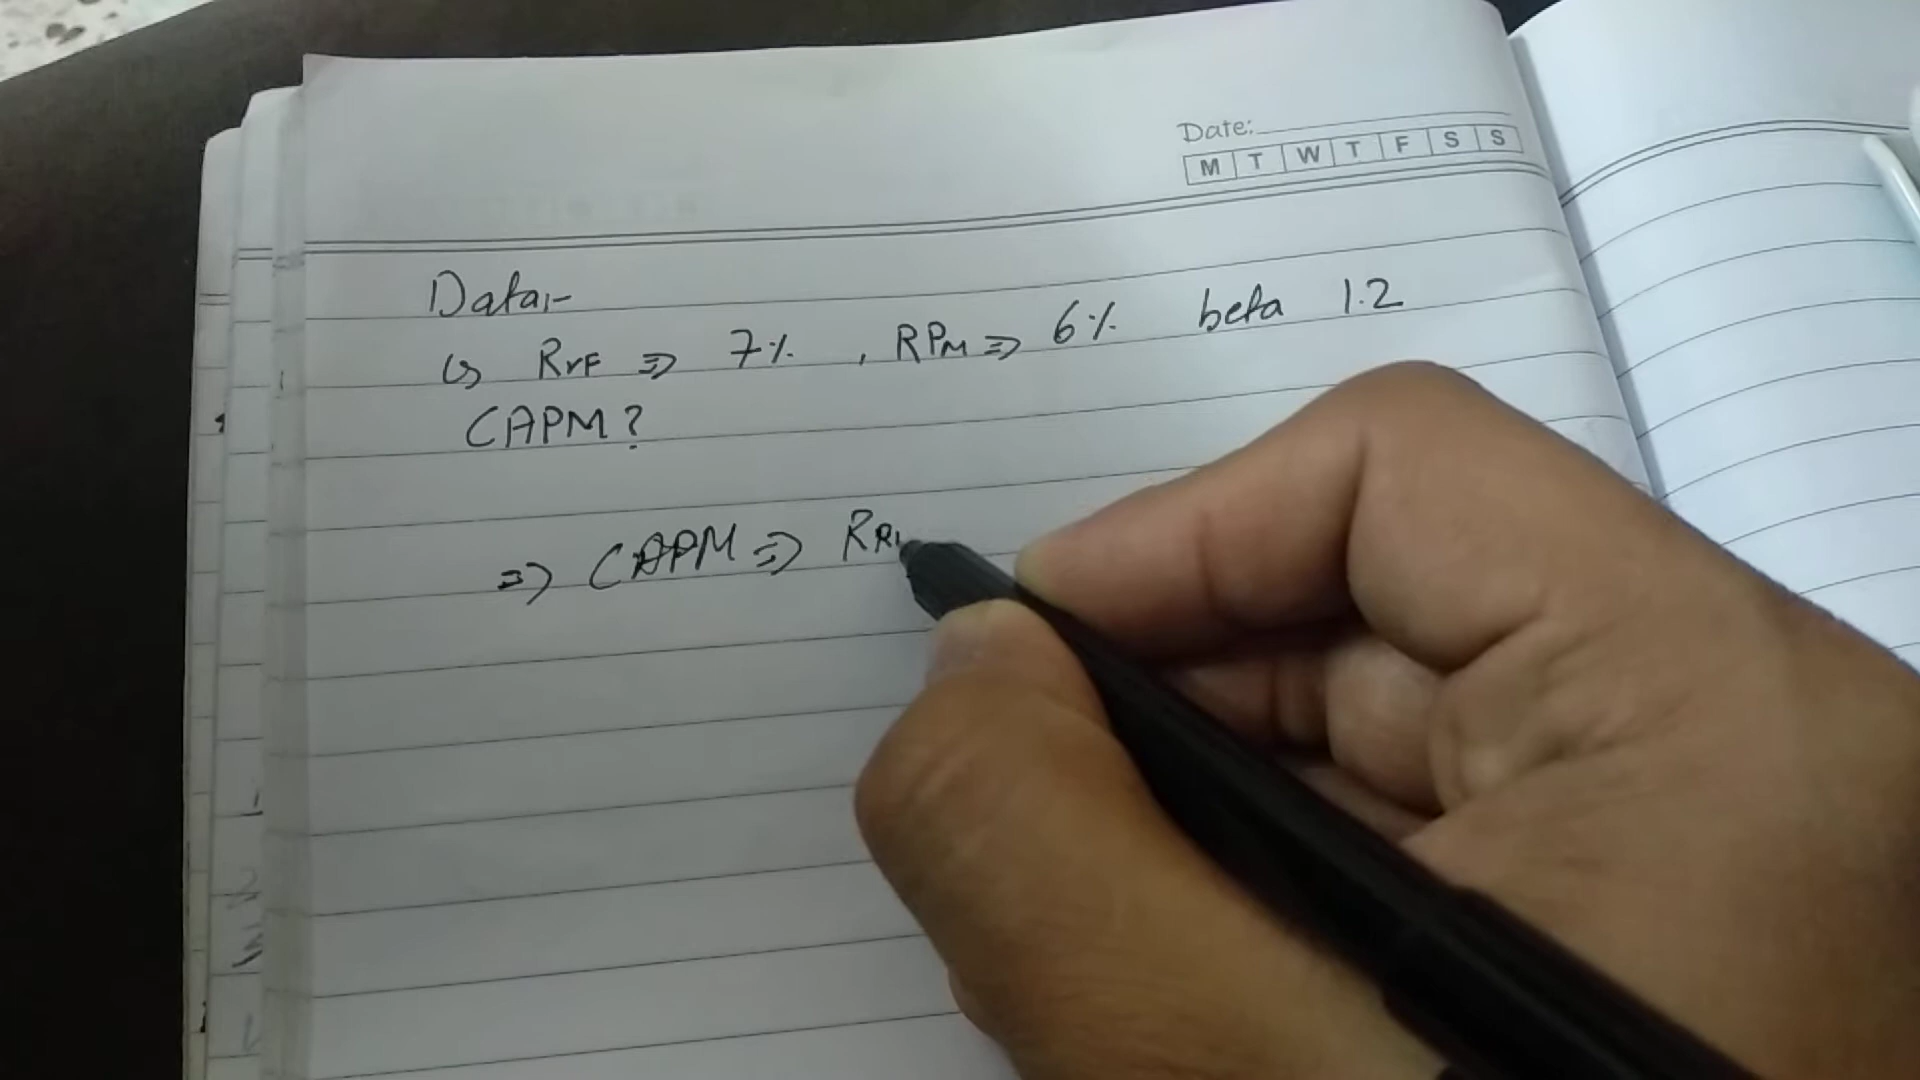 Date:
M T W T F S S
Data:-
↳ RrF ⇒ 7% , RPM ⇒ 6% beta 1.2
CAPM?
⇒ CAPM ⇒ RR